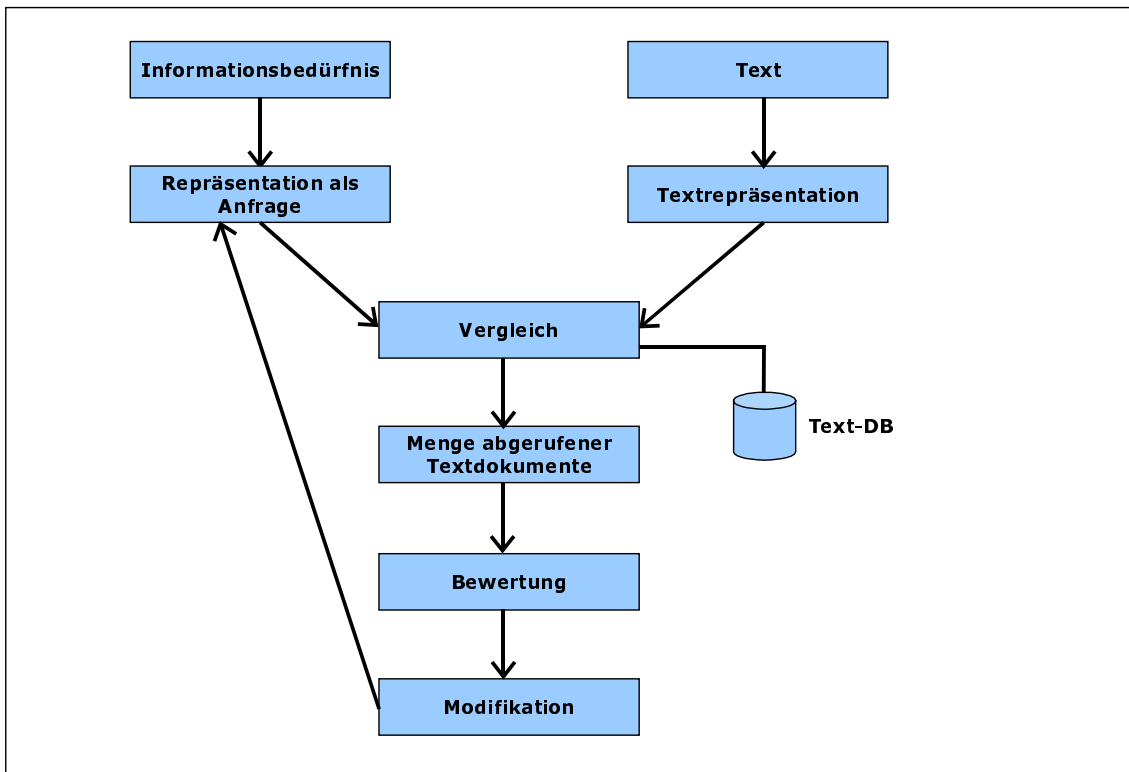 Informationsbedürfnis
Text
Repräsentation als
Anfrage
Textrepräsentation
Vergleich
Text-DB
Menge abgerufener
Textdokumente
Bewertung
Modifikation